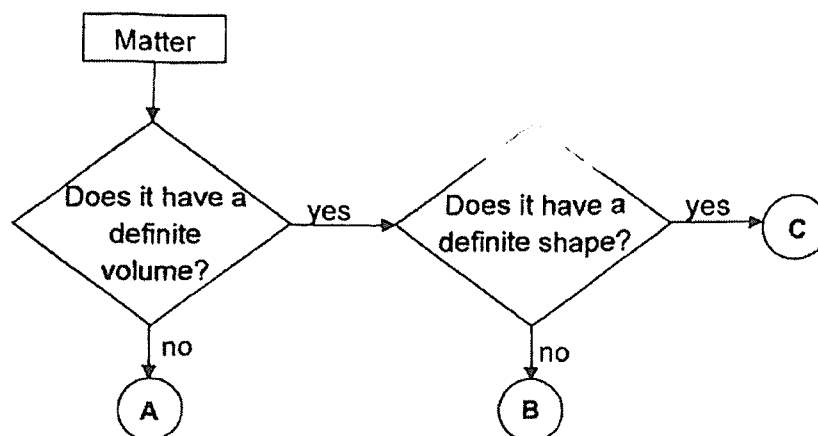 Matter
Does it have a
definite
volume?
yes
Does it have a
definite shape?
yes
C
no
no
A
B